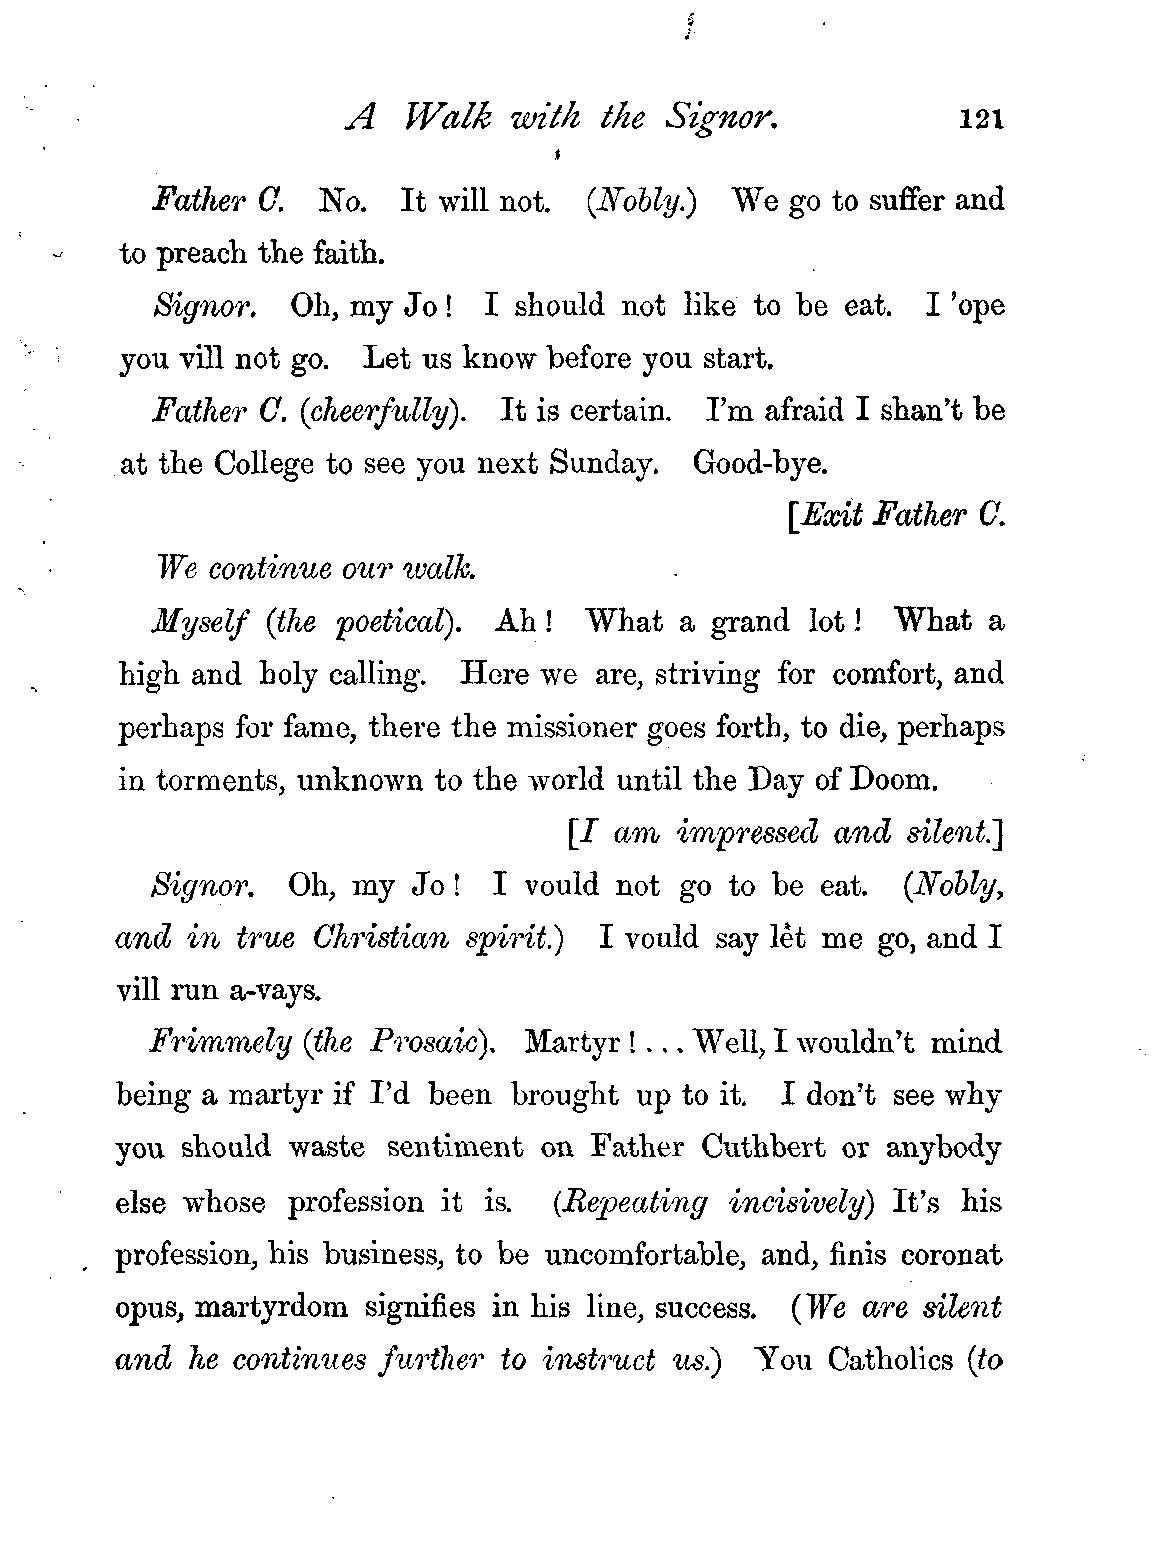 A Walk with the Signor. 121
Father C. No. It will not. (Nobly.) We go to suffer and
to preach the faith.
Signor. Oh, my Jo! I should not like to be eat. I 'ope
you vill not go. Let us know before you start.
Father C. (cheerfully). It is certain. I'm afraid I shan't be
at the College to see you next Sunday. Good-bye.
[Exit Father C.
We continue our walk.
Myself (the poetical). Ah! What a grand lot! What a
high and holy calling. Here we are, striving for comfort, and
perhaps for fame, there the missioner goes forth, to die, perhaps
in torments, unknown to the world until the Day of Doom.
[I am impressed and silent.]
Signor. Oh, my Jo! I vould not go to be eat. (Nobly,
and in true Christian spirit.) I vould say let me go, and I
vill run a-vays.
Frimmely (the Prosaic). Martyr! ... Well, I wouldn't mind
being a martyr if I'd been brought up to it. I don't see why
you should waste sentiment on Father Cuthbert or anybody
else whose profession it is. (Repeating incisively) It's his
profession, his business, to be uncomfortable, and, finis coronat
opus, martyrdom signifies in his line, success. (We are silent
and he continues further to instruct us.) You Catholics (to